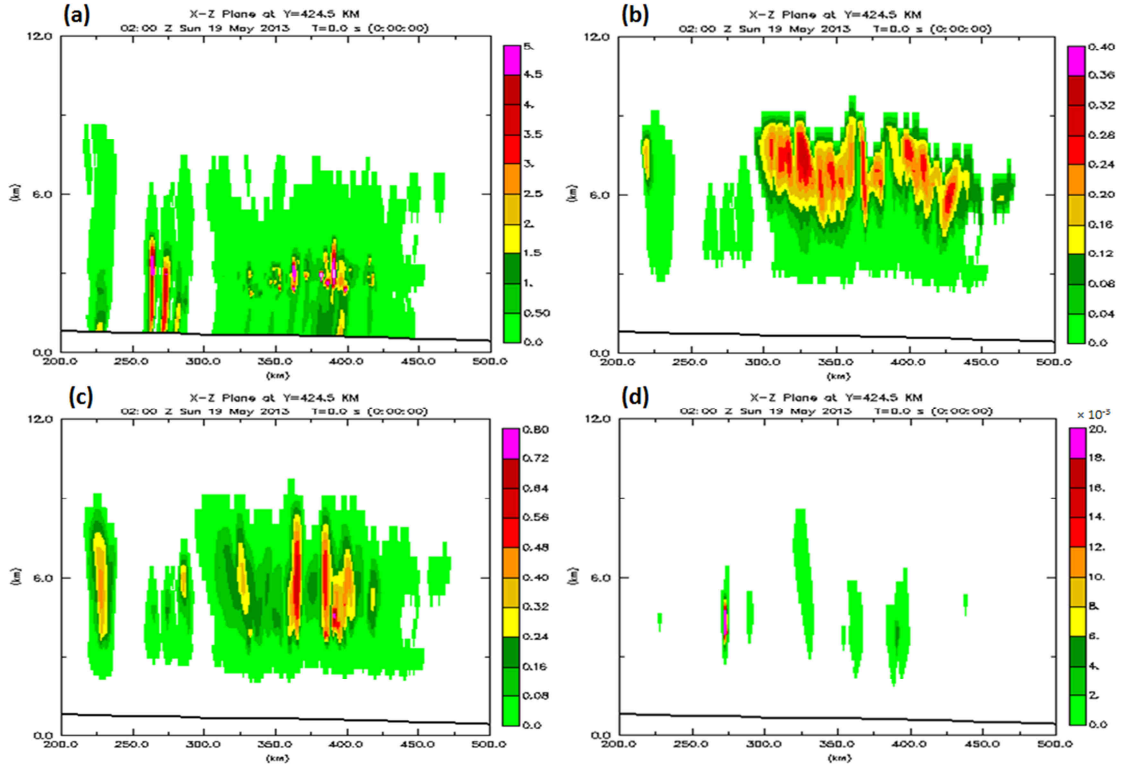 (a)
X-Z Plane at Y=424.5 KM
02:00 Z Sun 19 May 2013 T=0.0 s (0:00:00)
12.0
6.0
0.0
(km)
200.0 250.0 300.0 350.0 400.0 450.0 500.0
(km)
5.
4.5
4.
3.5
3.
2.5
2.
1.5
1.
0.50
0.0
(b)
X-Z Plane at Y=424.5 KM
02:00 Z Sun 19 May 2013 T=0.0 s (0:00:00)
12.0
6.0
0.0
(km)
200.0 250.0 300.0 350.0 400.0 450.0 500.0
(km)
0.40
0.36
0.32
0.28
0.24
0.20
0.16
0.12
0.08
0.04
0.0
(c)
X-Z Plane at Y=424.5 KM
02:00 Z Sun 19 May 2013 T=0.0 s (0:00:00)
12.0
6.0
0.0
(km)
200.0 250.0 300.0 350.0 400.0 450.0 500.0
(km)
0.80
0.72
0.64
0.56
0.48
0.40
0.32
0.24
0.16
0.08
0.0
(d)
X-Z Plane at Y=424.5 KM
02:00 Z Sun 19 May 2013 T=0.0 s (0:00:00)
12.0
6.0
0.0
(km)
200.0 250.0 300.0 350.0 400.0 450.0 500.0
(km)
× 10⁻⁵
20.
18.
16.
14.
12.
10.
8.
6.
4.
2.
0.0